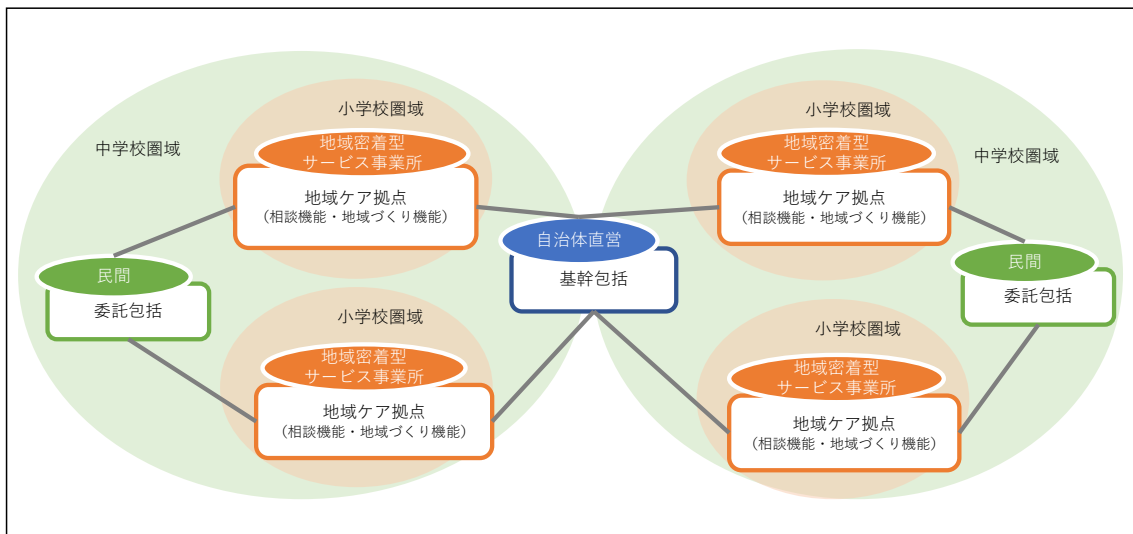 中学校圏域
小学校圏域
地域密着型
サービス事業所
地域ケア拠点
(相談機能・地域づくり機能)
民間
委託包括
小学校圏域
地域密着型
サービス事業所
地域ケア拠点
(相談機能・地域づくり機能)
自治体直営
基幹包括
小学校圏域
地域密着型
サービス事業所
地域ケア拠点
(相談機能・地域づくり機能)
中学校圏域
民間
委託包括
小学校圏域
地域密着型
サービス事業所
地域ケア拠点
(相談機能・地域づくり機能)